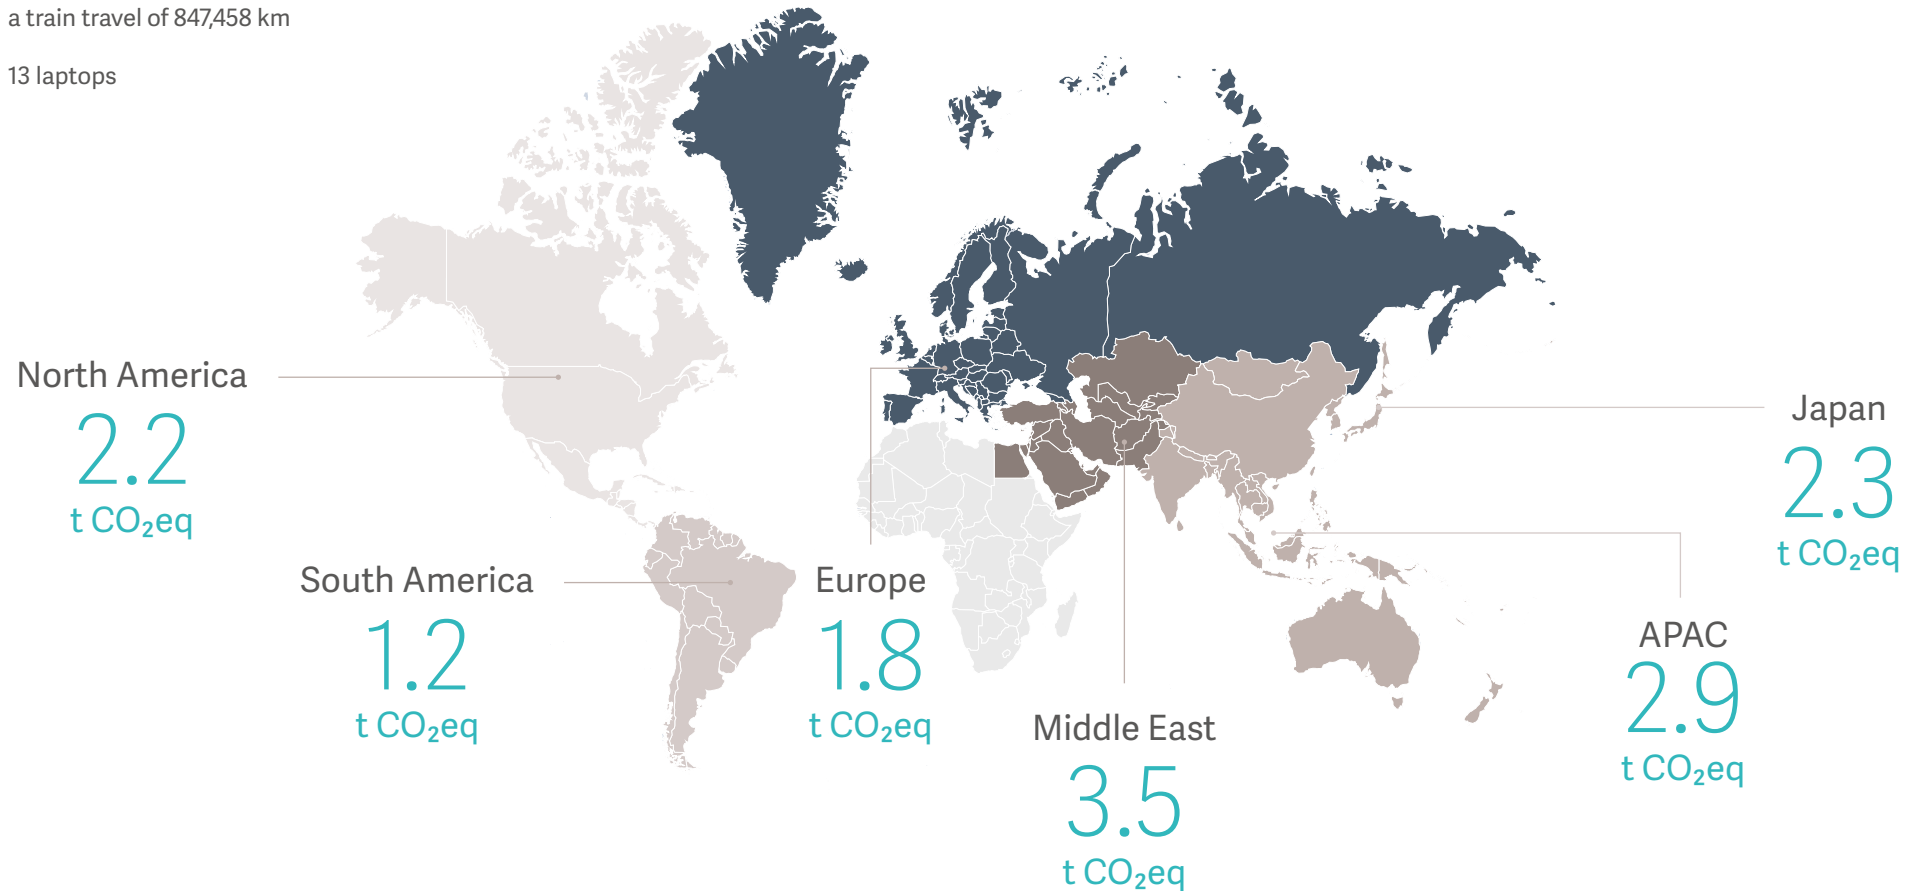 a train travel of 847,458 km
13 laptops
North America
2.2
t CO₂eq
South America
1.2
t CO₂eq
Europe
1.8
t CO₂eq
Middle East
3.5
t CO₂eq
Japan
2.3
t CO₂eq
APAC
2.9
t CO₂eq